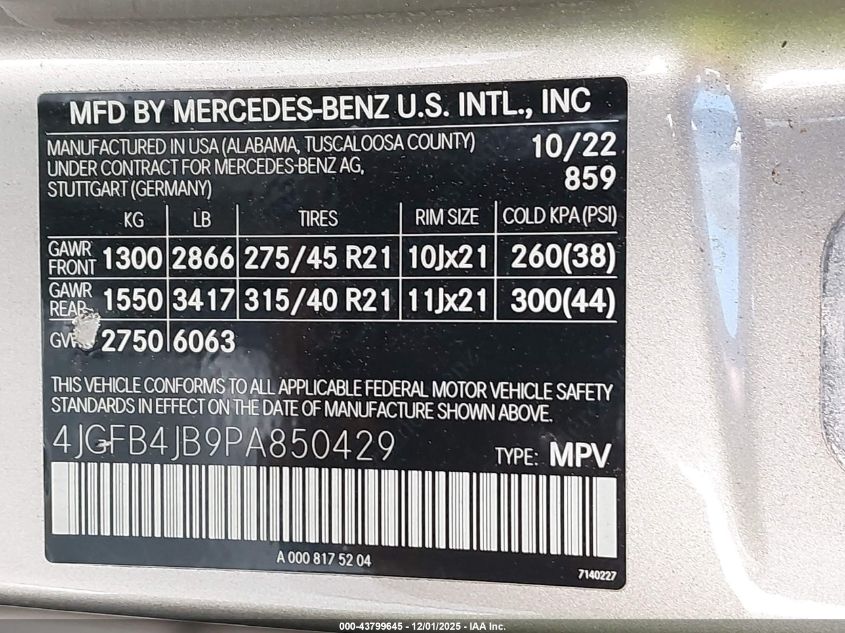 MFD BY MERCEDES-BENZ U.S. INTL., INC
MANUFACTURED IN USA (ALABAMA, TUSCALOOSA COUNTY) 10/22
UNDER CONTRACT FOR MERCEDES-BENZ AG, 859
STUTTGART (GERMANY)
KG LB TIRES RIM SIZE COLD KPA (PSI)
GAWR FRONT 1300 2866 275/45 R21 10Jx21 260(38)
GAWR REAR 1550 3417 315/40 R21 11Jx21 300(44)
2750 6063
THIS VEHICLE CONFORMS TO ALL APPLICABLE FEDERAL MOTOR VEHICLE SAFETY
STANDARDS IN EFFECT ON THE DATE OF MANUFACTURE SHOWN ABOVE.
4JGFB4JB9PA850429 TYPE: MPV
A 000 817 52 04
7140227
000-43799645 - 12/01/2025 - IAA Inc.